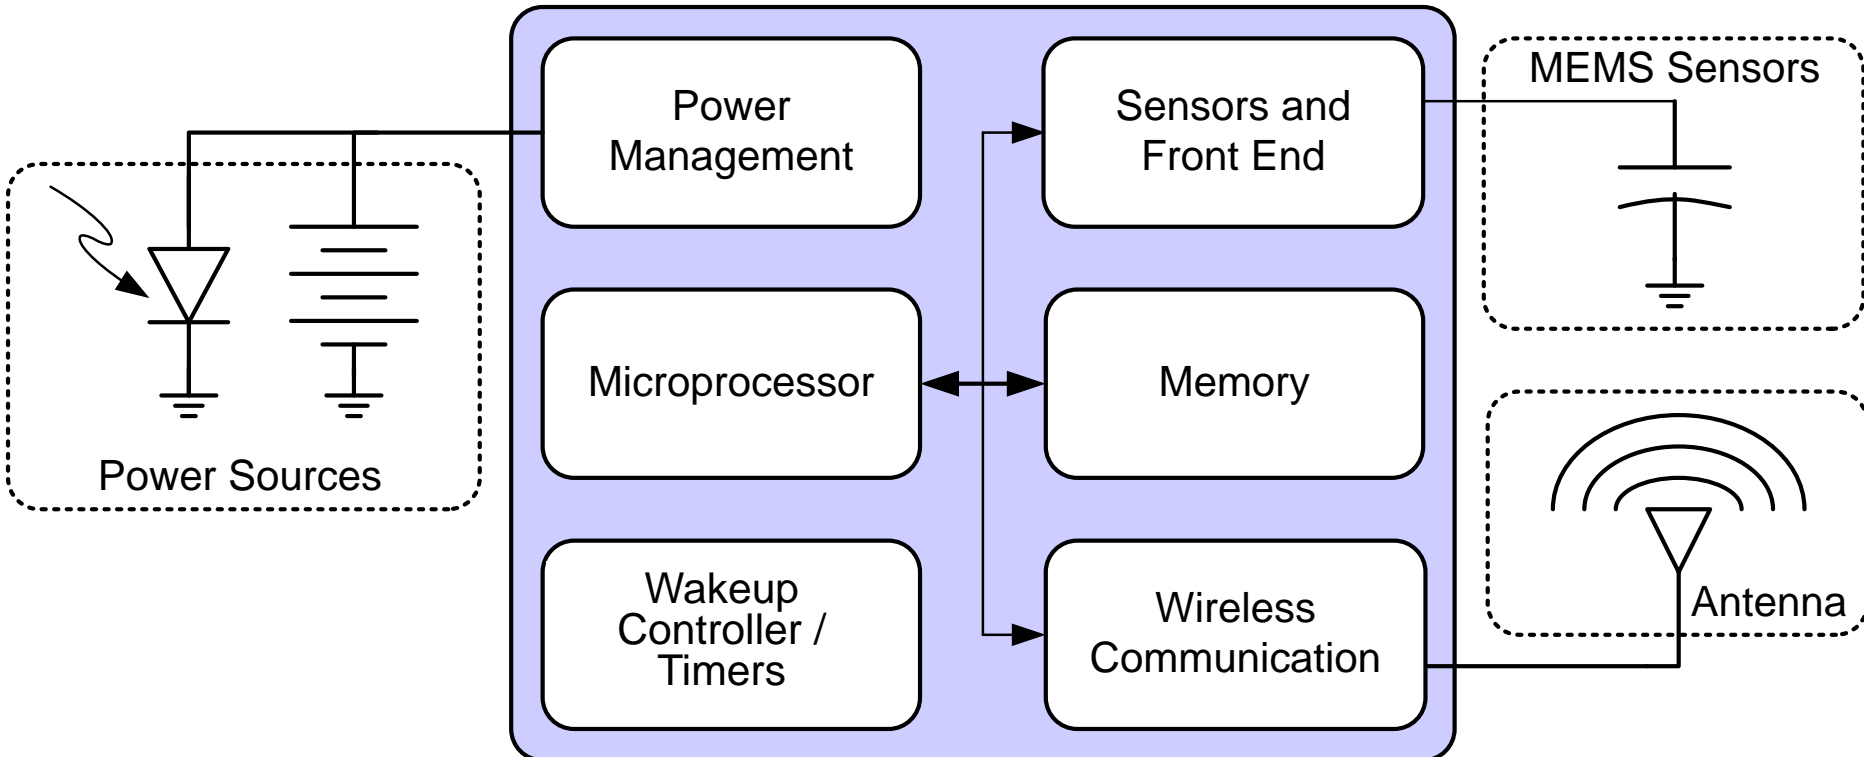 Power
Management
Sensors and
Front End
MEMS Sensors
Microprocessor
Memory
Power Sources
Wakeup
Controller /
Timers
Wireless
Communication
Antenna